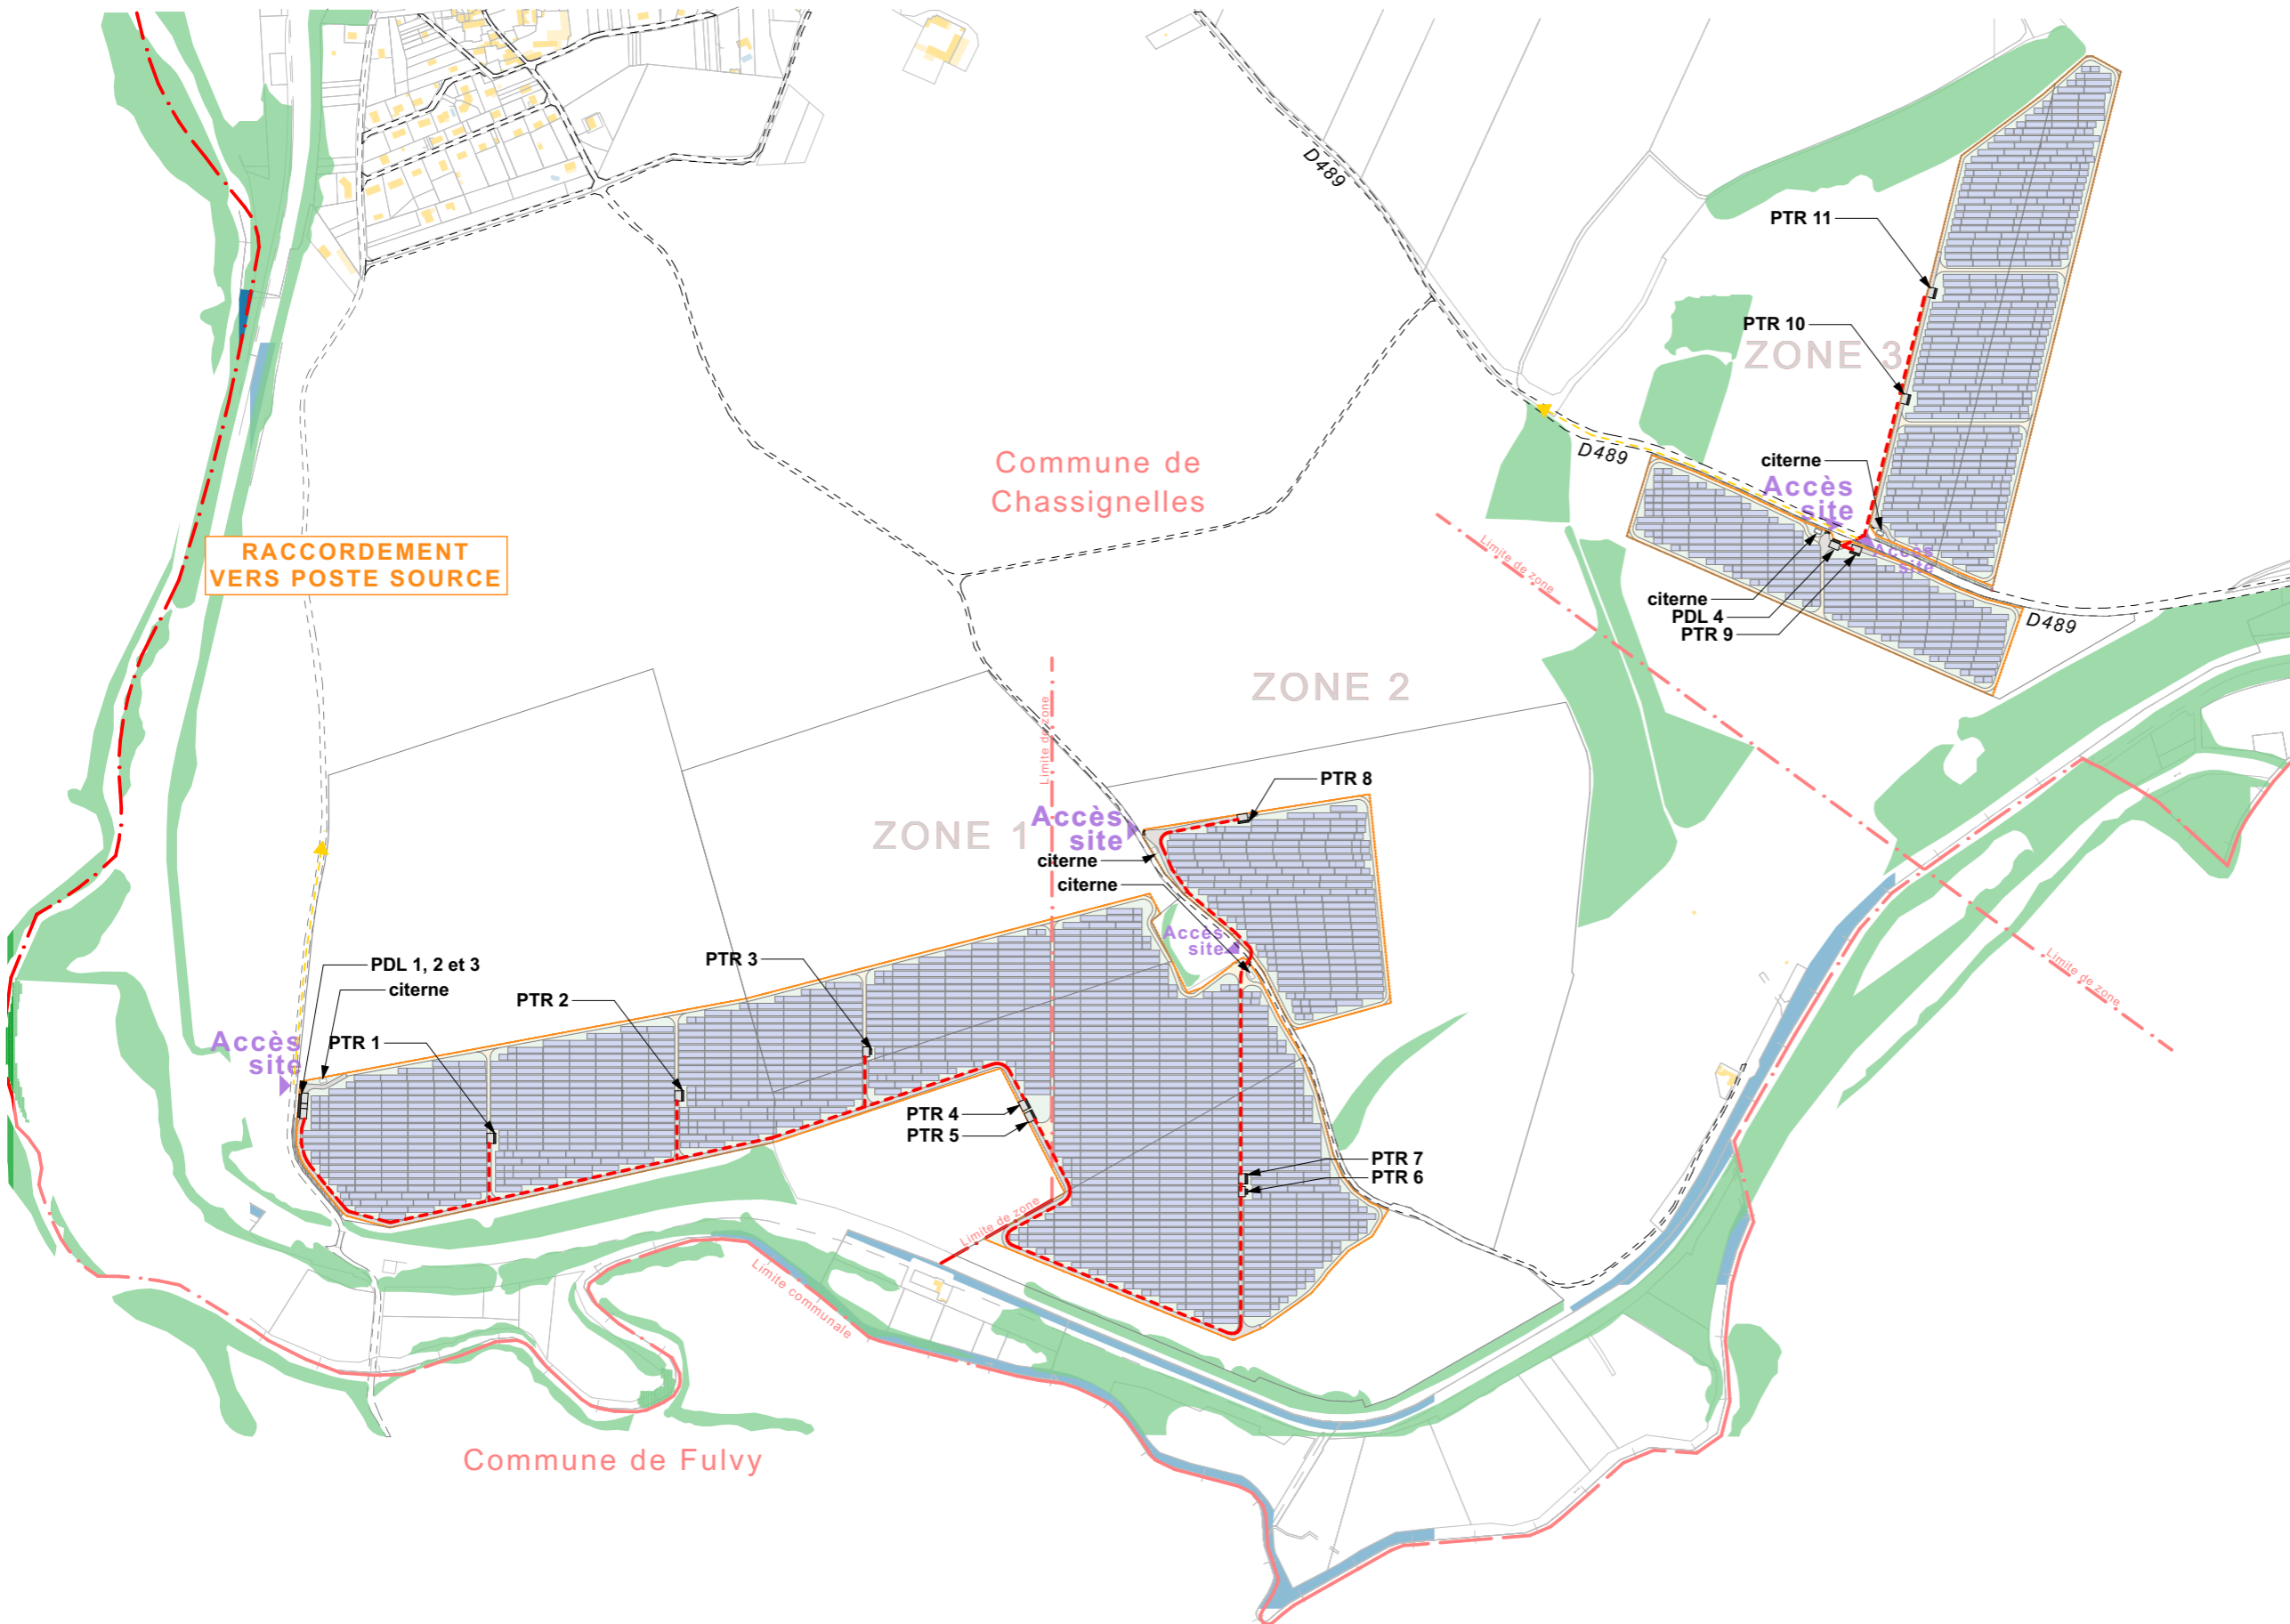 D489
PTR 11
PTR 10
ZONE 3
Commune de
Chassignelles
D489
citerne
Accès
site
Accès
site
Limite de zone
citerne
PDL 4
PTR 9
D489
RACCORDEMENT
VERS POSTE SOURCE
ZONE 2
Limite de zone
PTR 8
ZONE 1
Accès
site
citerne
citerne
Accès
site
PTR 3
PDL 1, 2 et 3
citerne
PTR 2
Limite de zone
Accès
site
PTR 1
PTR 4
PTR 5
PTR 7
PTR 6
Limite de zone
Limite communale
Commune de Fulvy